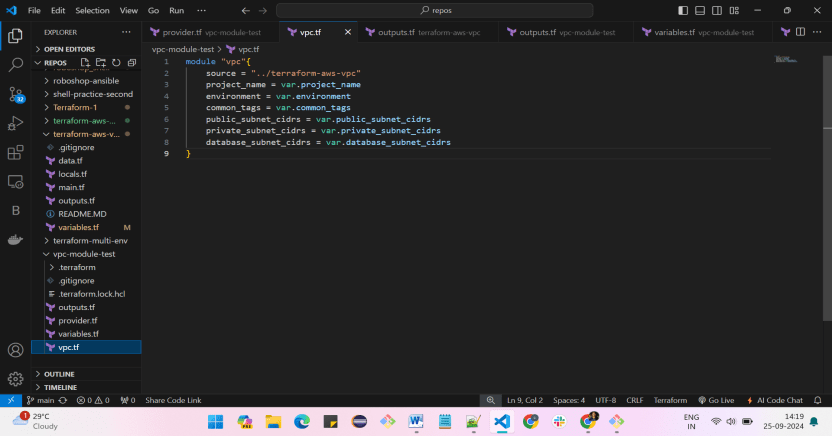 File Edit Selection View Go Run ··· repos
EXPLORER ···
provider.tf vpc-module-test
vpc.tf
outputs.tf terraform-aws-vpc
outputs.tf vpc-module-test
variables.tf vpc-module-test
OPEN EDITORS
vpc-module-test > vpc.tf
REPOS
roboshop-ansible
shell-practice-second
Terraform-1
terraform-aws-...
terraform-aws-v...
.gitignore
data.tf
locals.tf
main.tf
outputs.tf
README.MD
variables.tf M
terraform-multi-env
vpc-module-test
.terraform
.gitignore
.terraform.lock.hcl
outputs.tf
provider.tf
variables.tf
vpc.tf
OUTLINE
TIMELINE
32
B
1 module "vpc"{
2 source = "../terraform-aws-vpc"
3 project_name = var.project_name
4 environment = var.environment
5 common_tags = var.common_tags
6 public_subnet_cidrs = var.public_subnet_cidrs
7 private_subnet_cidrs = var.private_subnet_cidrs
8 database_subnet_cidrs = var.database_subnet_cidrs
9 }
main 0 0 0 Share Code Link Ln 9, Col 2 Spaces: 4 UTF-8 CRLF Terraform Go Live AI Code Chat
1 29°C
Cloudy
PRE
ENG
IN
14:19
25-09-2024